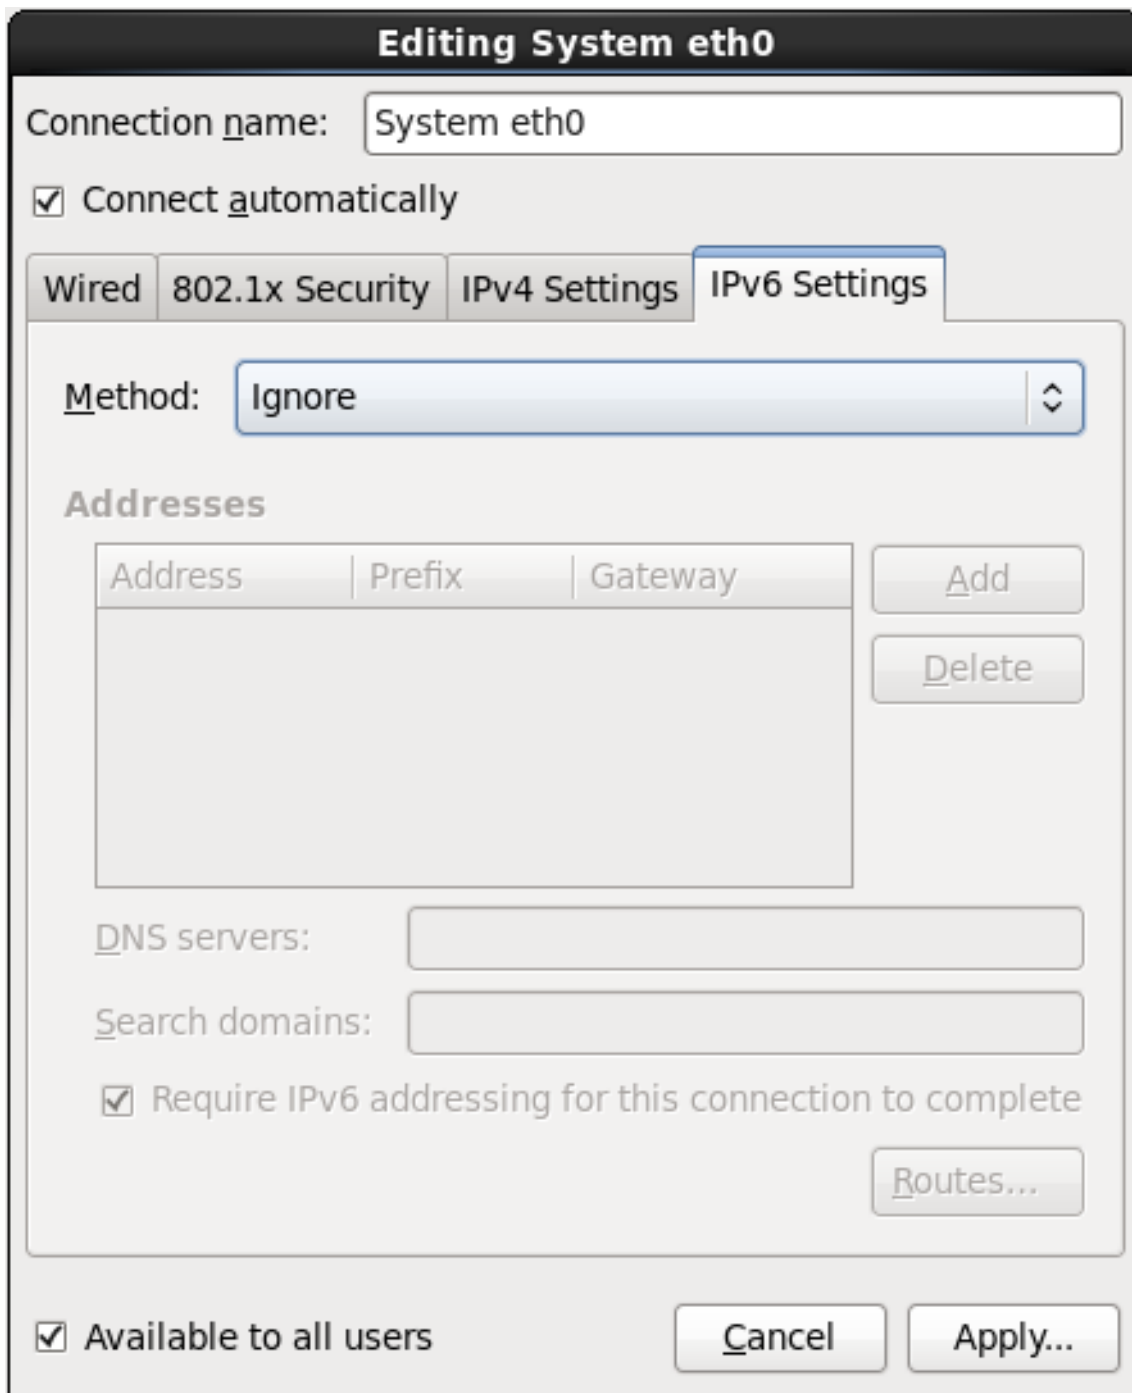 Editing System eth0
Connection name: System eth0
Connect automatically
Wired 802.1x Security IPv4 Settings IPv6 Settings
Method: Ignore
Addresses
Address Prefix Gateway Add
Delete
DNS servers:
Search domains:
Require IPv6 addressing for this connection to complete
Routes...
Available to all users Cancel Apply...